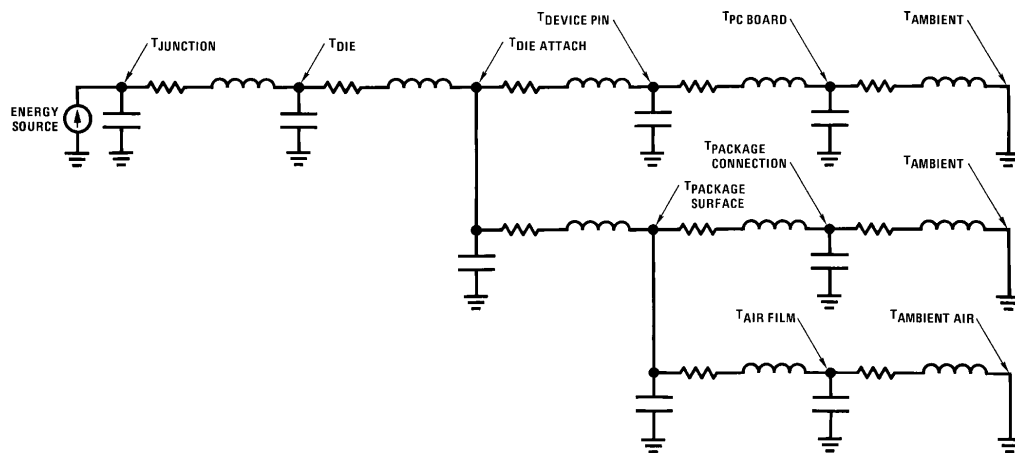 TJUNCTION
TDIE
TDEVICE PIN
TDIE ATTACH
TPC BOARD
TAMBIENT
ENERGY
SOURCE
TPACKAGE
CONNECTION
TAMBIENT
TPACKAGE
SURFACE
TAIR FILM
TAMBIENT AIR